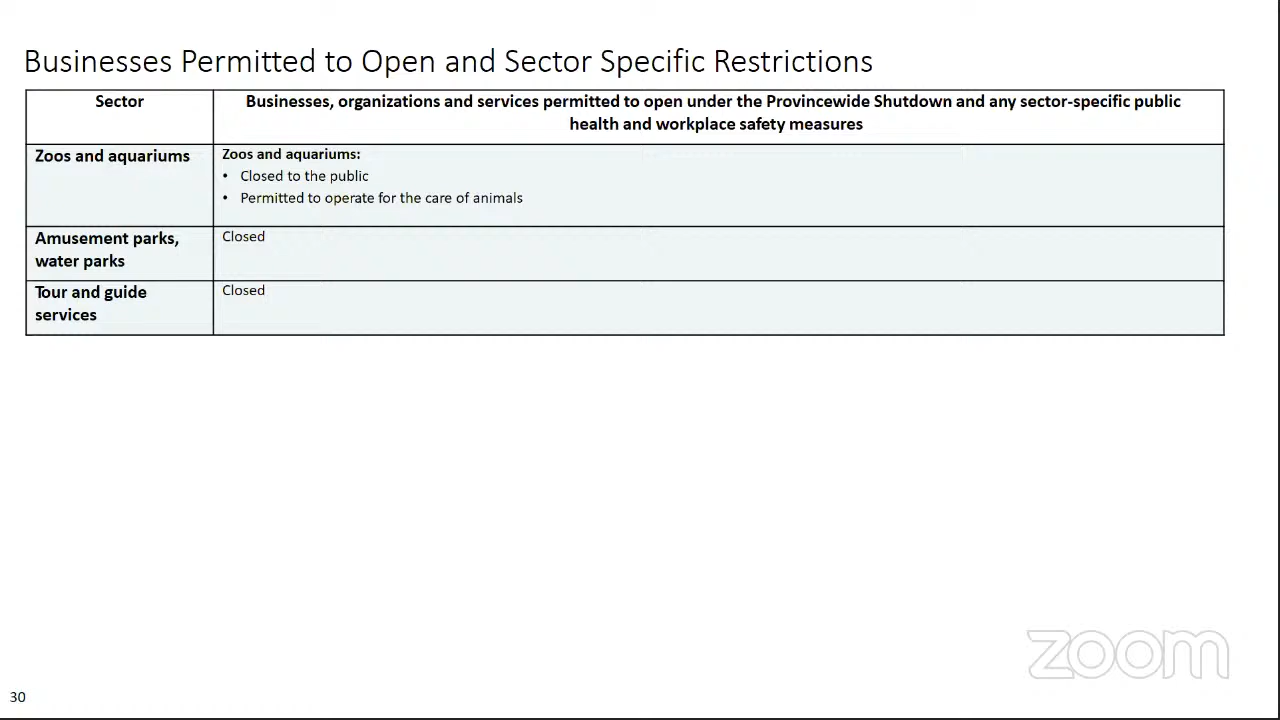 Businesses Permitted to Open and Sector Specific Restrictions
Sector
Businesses, organizations and services permitted to open under the Provincewide Shutdown and any sector-specific public
health and workplace safety measures
Zoos and aquariums
Zoos and aquariums:
• Closed to the public
• Permitted to operate for the care of animals
Amusement parks,
water parks
Closed
Tour and guide
services
Closed
zoom
30